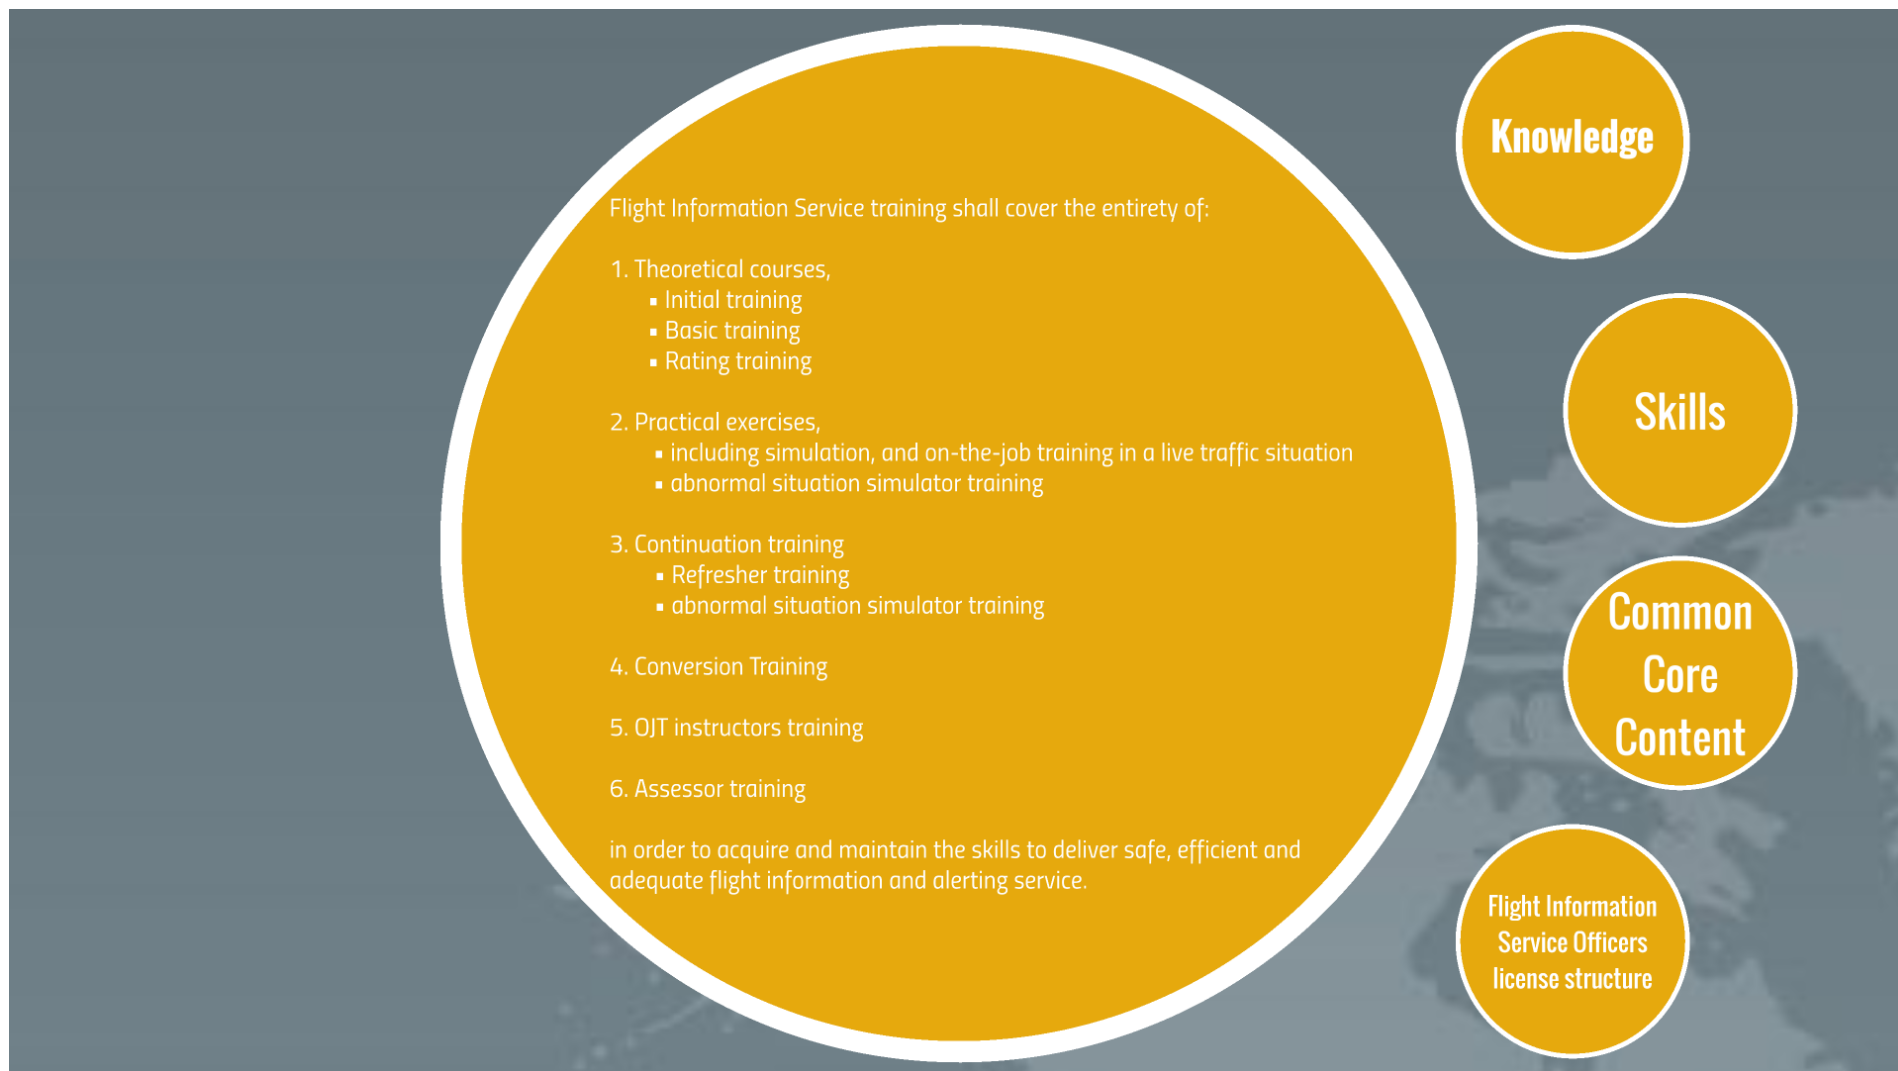 Flight Information Service training shall cover the entirety of:
1. Theoretical courses,
▪ Initial training
▪ Basic training
▪ Rating training
2. Practical exercises,
▪ including simulation, and on-the-job training in a live traffic situation
▪ abnormal situation simulator training
3. Continuation training
▪ Refresher training
▪ abnormal situation simulator training
4. Conversion Training
5. OJT instructors training
6. Assessor training
in order to acquire and maintain the skills to deliver safe, efficient and
adequate flight information and alerting service.
Knowledge
Skills
Common
Core
Content
Flight Information
Service Officers
license structure